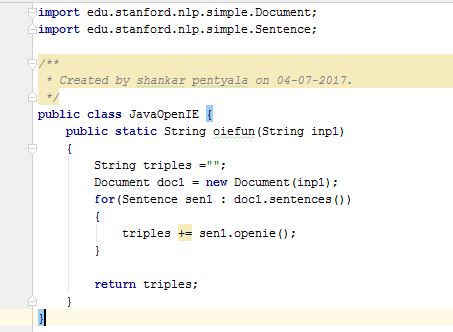 import edu.stanford.nlp.simple.Document;
import edu.stanford.nlp.simple.Sentence;
/**
 * Created by shankar pentyala on 04-07-2017.
 */
public class JavaOpenIE {
    public static String oiefun(String inp1)
    {
        String triples ="";
        Document doc1 = new Document(inp1);
        for(Sentence sen1 : doc1.sentences())
        {
            triples += sen1.openie();
        }
        return triples;
    }
}